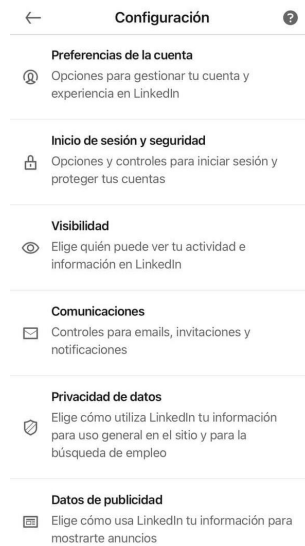 Configuración
Preferencias de la cuenta
Opciones para gestionar tu cuenta y
experiencia en LinkedIn
Inicio de sesión y seguridad
Opciones y controles para iniciar sesión y
proteger tus cuentas
Visibilidad
Elige quién puede ver tu actividad e
información en LinkedIn
Comunicaciones
Controles para emails, invitaciones y
notificaciones
Privacidad de datos
Elige cómo utiliza LinkedIn tu información
para uso general en el sitio y para la
búsqueda de empleo
Datos de publicidad
Elige cómo usa LinkedIn tu información para
mostrarte anuncios